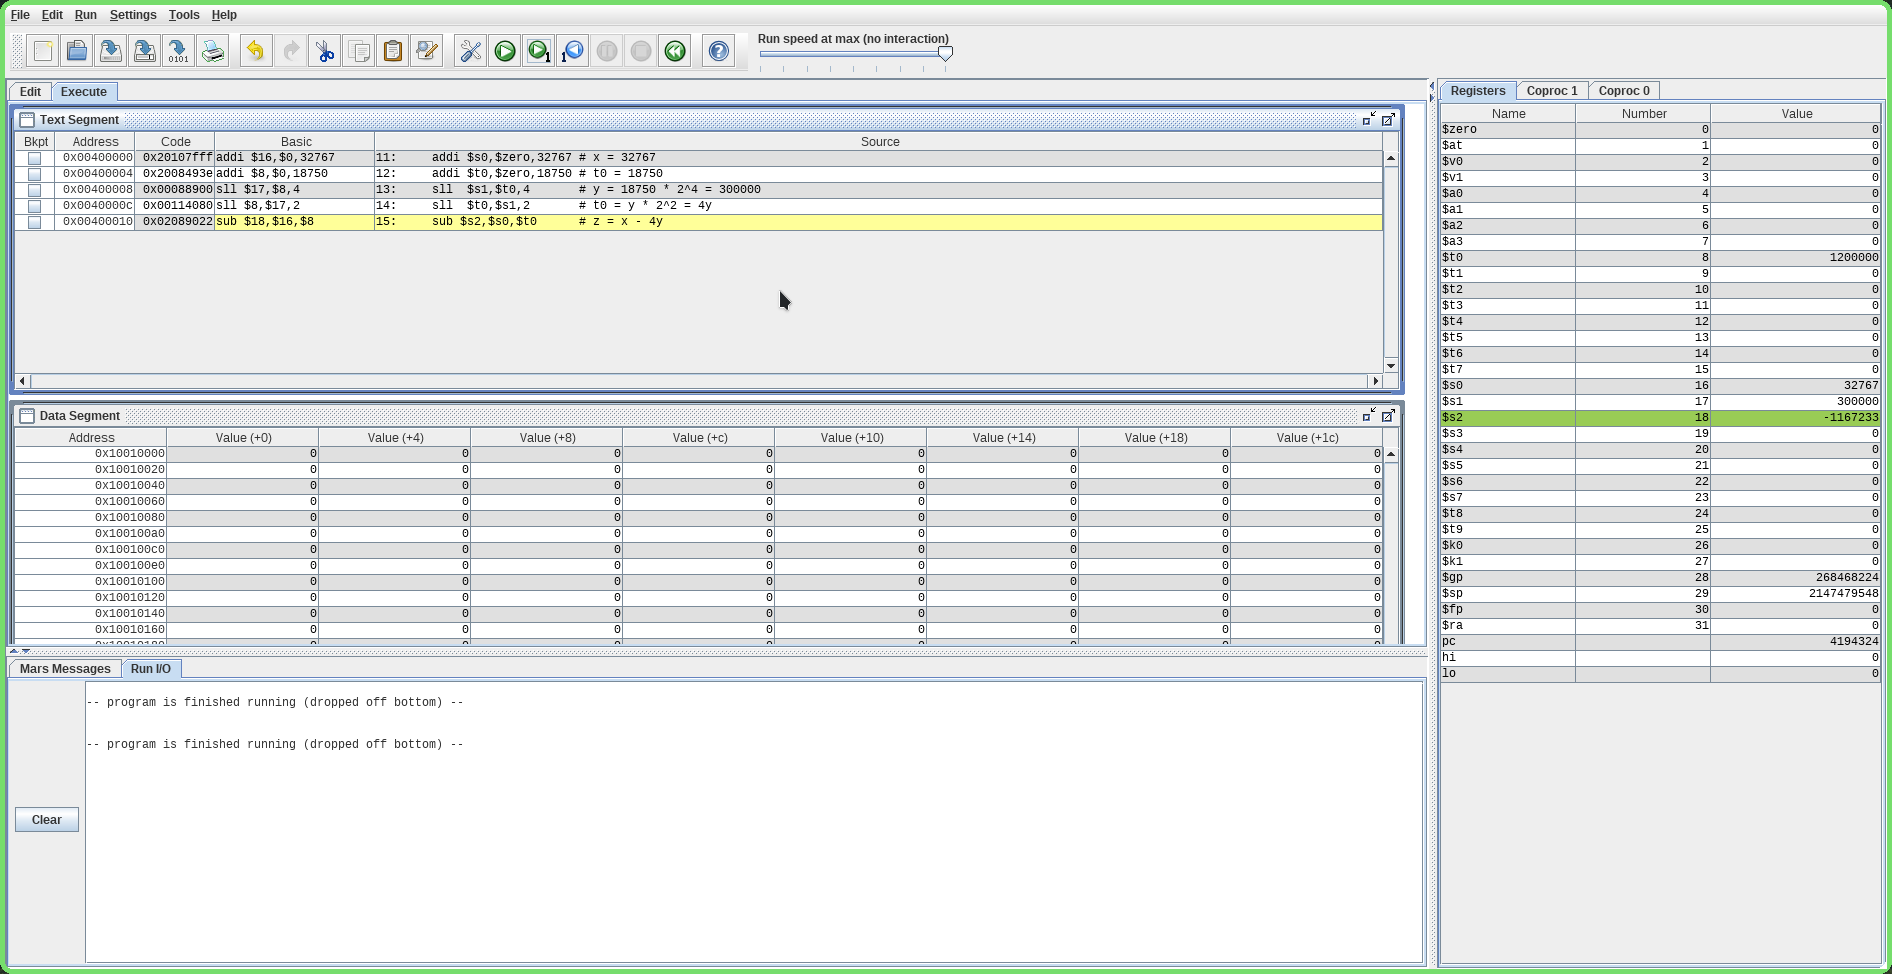 File Edit Run Settings Tools Help
0101 1 1 ?
Run speed at max (no interaction)
Edit Execute
Text Segment
Bkpt Address Code Basic Source
0x00400000 0x20107fff addi $16,$0,32767 11: addi $s0,$zero,32767 # x = 32767
0x00400004 0x2008493e addi $8,$0,18750 12: addi $t0,$zero,18750 # t0 = 18750
0x00400008 0x00088900 sll $17,$8,4 13: sll $s1,$t0,4 # y = 18750 * 2^4 = 300000
0x0040000c 0x00114080 sll $8,$17,2 14: sll $t0,$s1,2 # t0 = y * 2^2 = 4y
0x00400010 0x02089022 sub $18,$16,$8 15: sub $s2,$s0,$t0 # z = x - 4y
Data Segment
Address Value (+0) Value (+4) Value (+8) Value (+c) Value (+10) Value (+14) Value (+18) Value (+1c)
0x10010000 0 0 0 0 0 0 0 0
0x10010020 0 0 0 0 0 0 0 0
0x10010040 0 0 0 0 0 0 0 0
0x10010060 0 0 0 0 0 0 0 0
0x10010080 0 0 0 0 0 0 0 0
0x100100a0 0 0 0 0 0 0 0 0
0x100100c0 0 0 0 0 0 0 0 0
0x100100e0 0 0 0 0 0 0 0 0
0x10010100 0 0 0 0 0 0 0 0
0x10010120 0 0 0 0 0 0 0 0
0x10010140 0 0 0 0 0 0 0 0
0x10010160 0 0 0 0 0 0 0 0
Mars Messages Run I/O
-- program is finished running (dropped off bottom) --
-- program is finished running (dropped off bottom) --
Clear
Registers Coproc 1 Coproc 0
Name Number Value
$zero 0 0
$at 1 0
$v0 2 0
$v1 3 0
$a0 4 0
$a1 5 0
$a2 6 0
$a3 7 0
$t0 8 1200000
$t1 9 0
$t2 10 0
$t3 11 0
$t4 12 0
$t5 13 0
$t6 14 0
$t7 15 0
$s0 16 32767
$s1 17 300000
$s2 18 -1167233
$s3 19 0
$s4 20 0
$s5 21 0
$s6 22 0
$s7 23 0
$t8 24 0
$t9 25 0
$k0 26 0
$k1 27 0
$gp 28 268468224
$sp 29 2147479548
$fp 30 0
$ra 31 0
pc 4194324
hi 0
lo 0